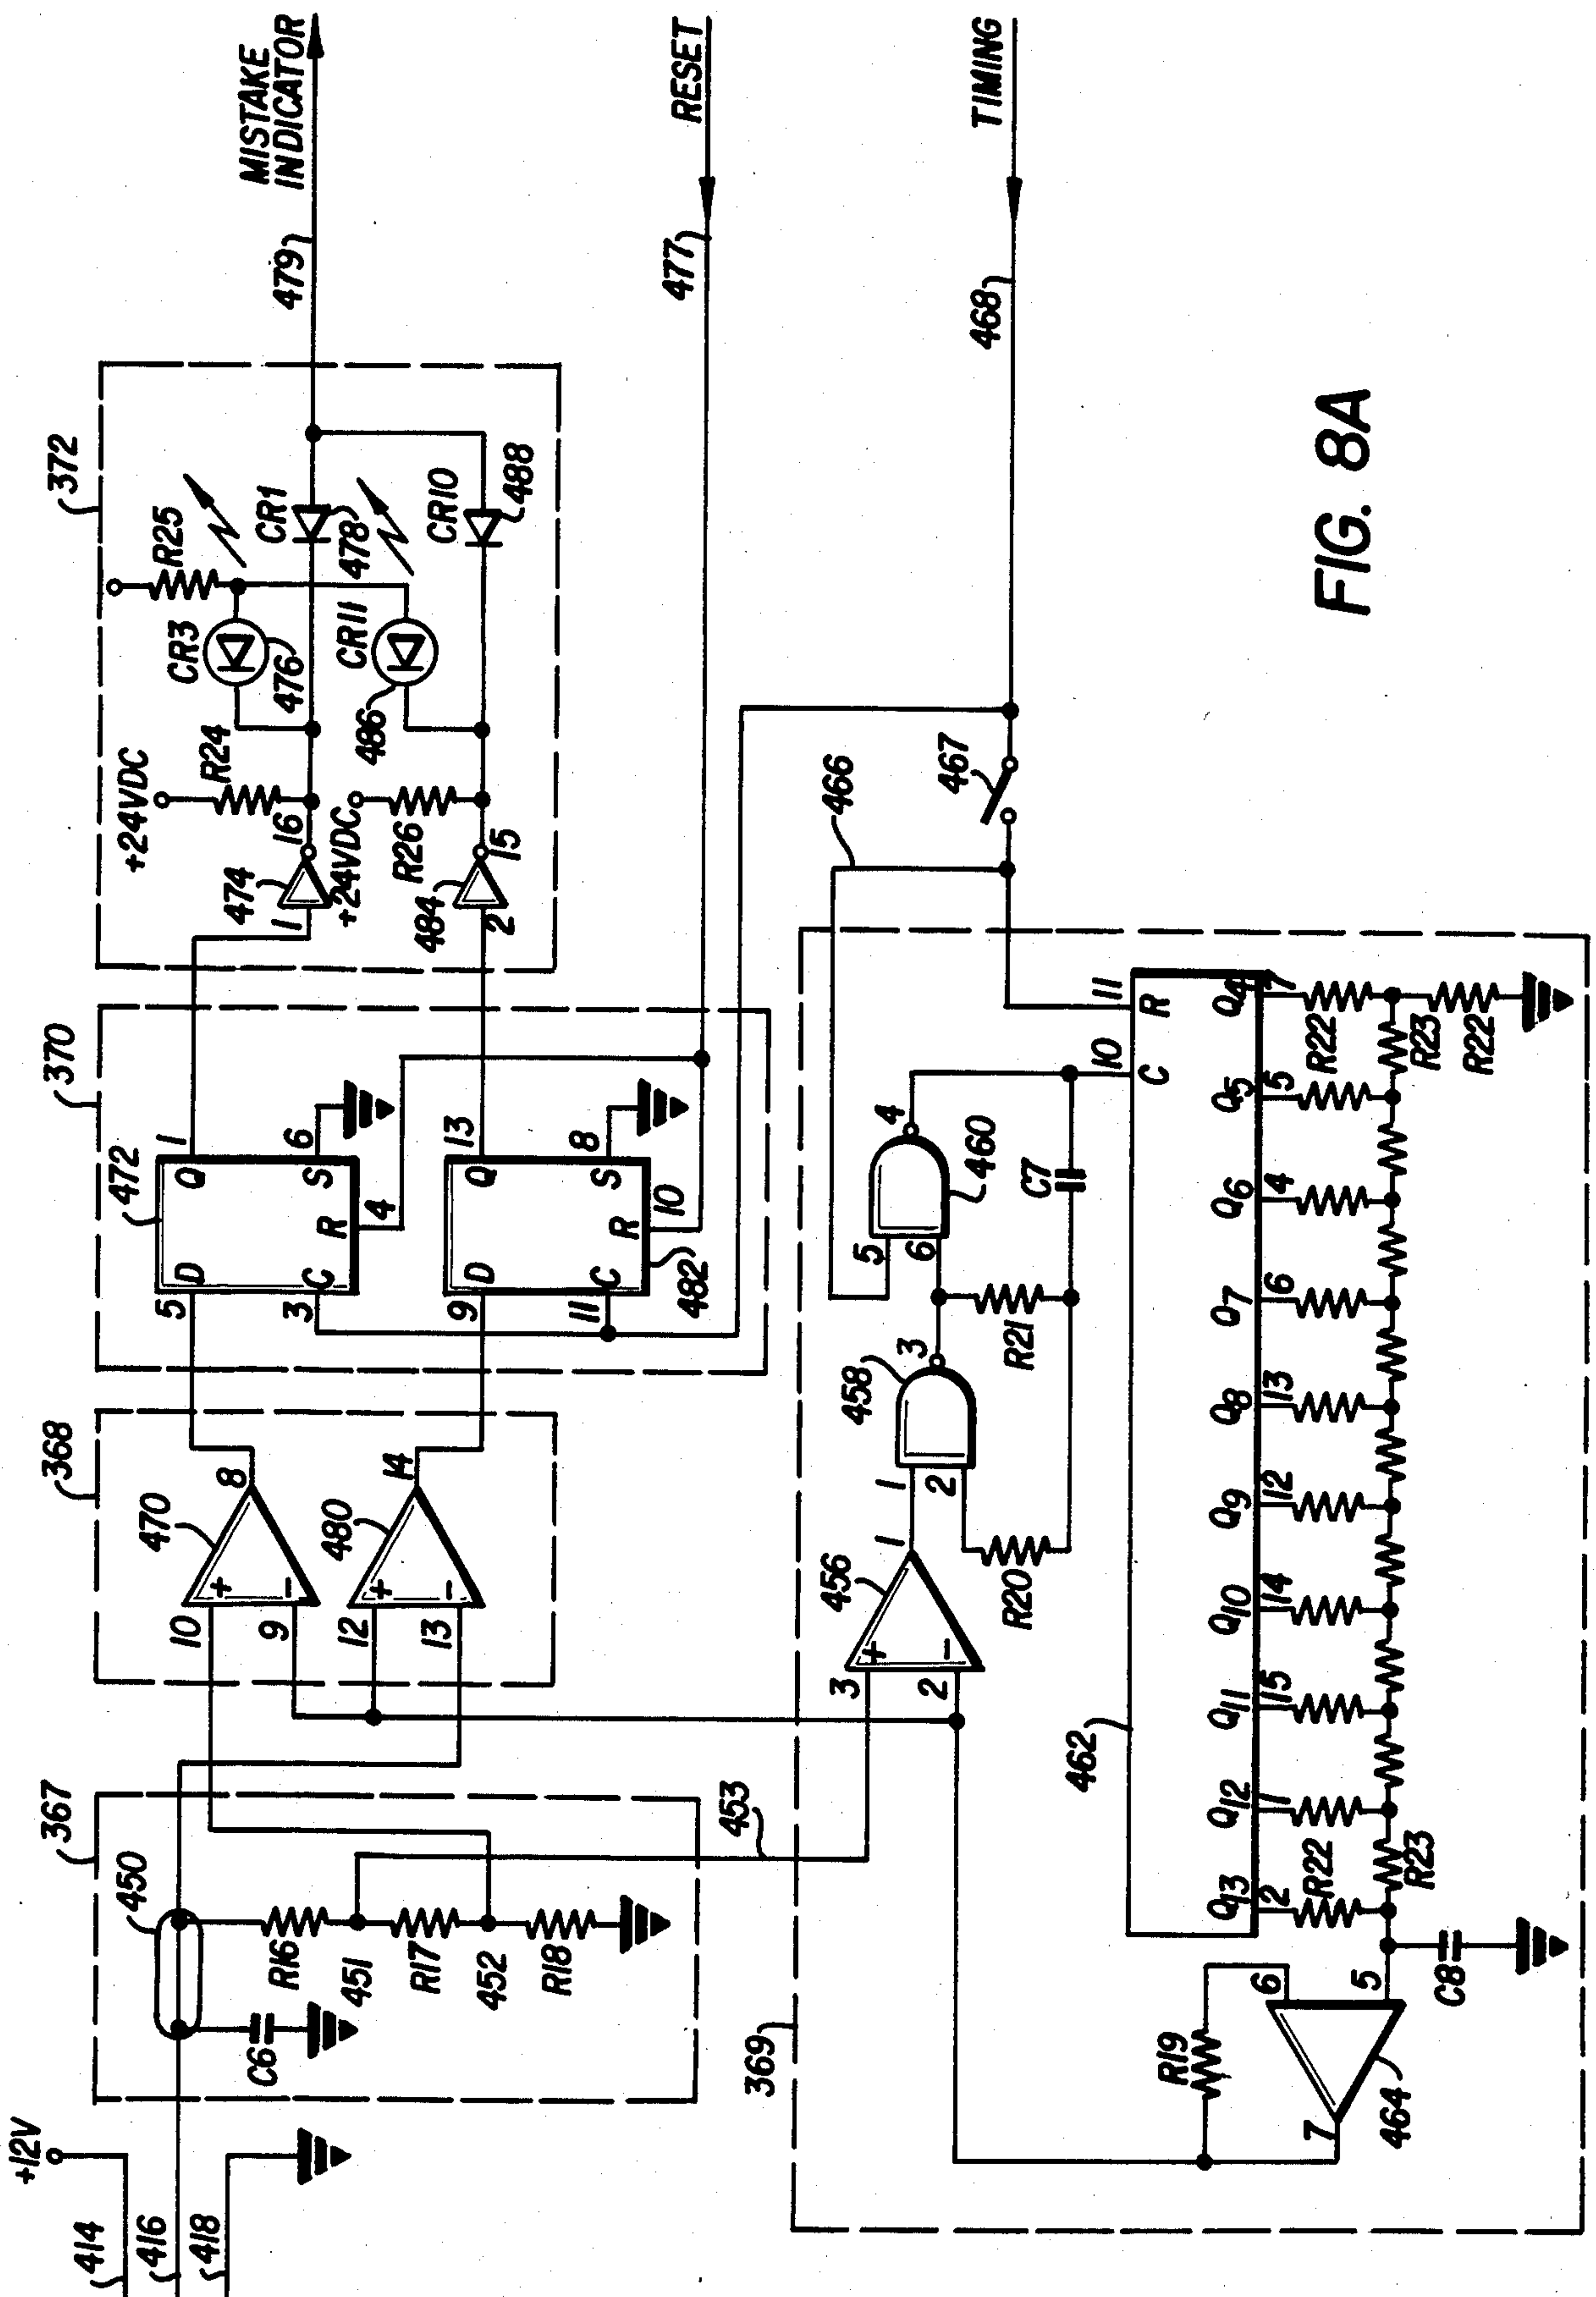 +12V
414
416
418
367
450
C6
R16
451
R17
452
R18
453
368
470
10
+
9
-
8
480
12
+
13
-
14
370
472
5
D
Q
1
3
C
S
6
R
4
9
D
Q
13
11
C
S
8
R
10
482
372
+24VDC
R24
474
1
16
CR3
476
R25
CR1
478
+24VDC
R26
484
2
15
CR11
486
CR10
488
479
MISTAKE
INDICATOR
477
RESET
468
TIMING
467
466
369
456
3
+
2
-
1
458
1
2
3
R20
R21
460
5
6
4
C7
462
10
C
11
R
Q13
2
Q12
1
Q11
15
Q10
14
Q9
12
Q8
13
Q7
6
Q6
4
Q5
5
Q4
7
R22
R23
R22
R23
R22
R19
6
5
7
464
C8
FIG. 8A